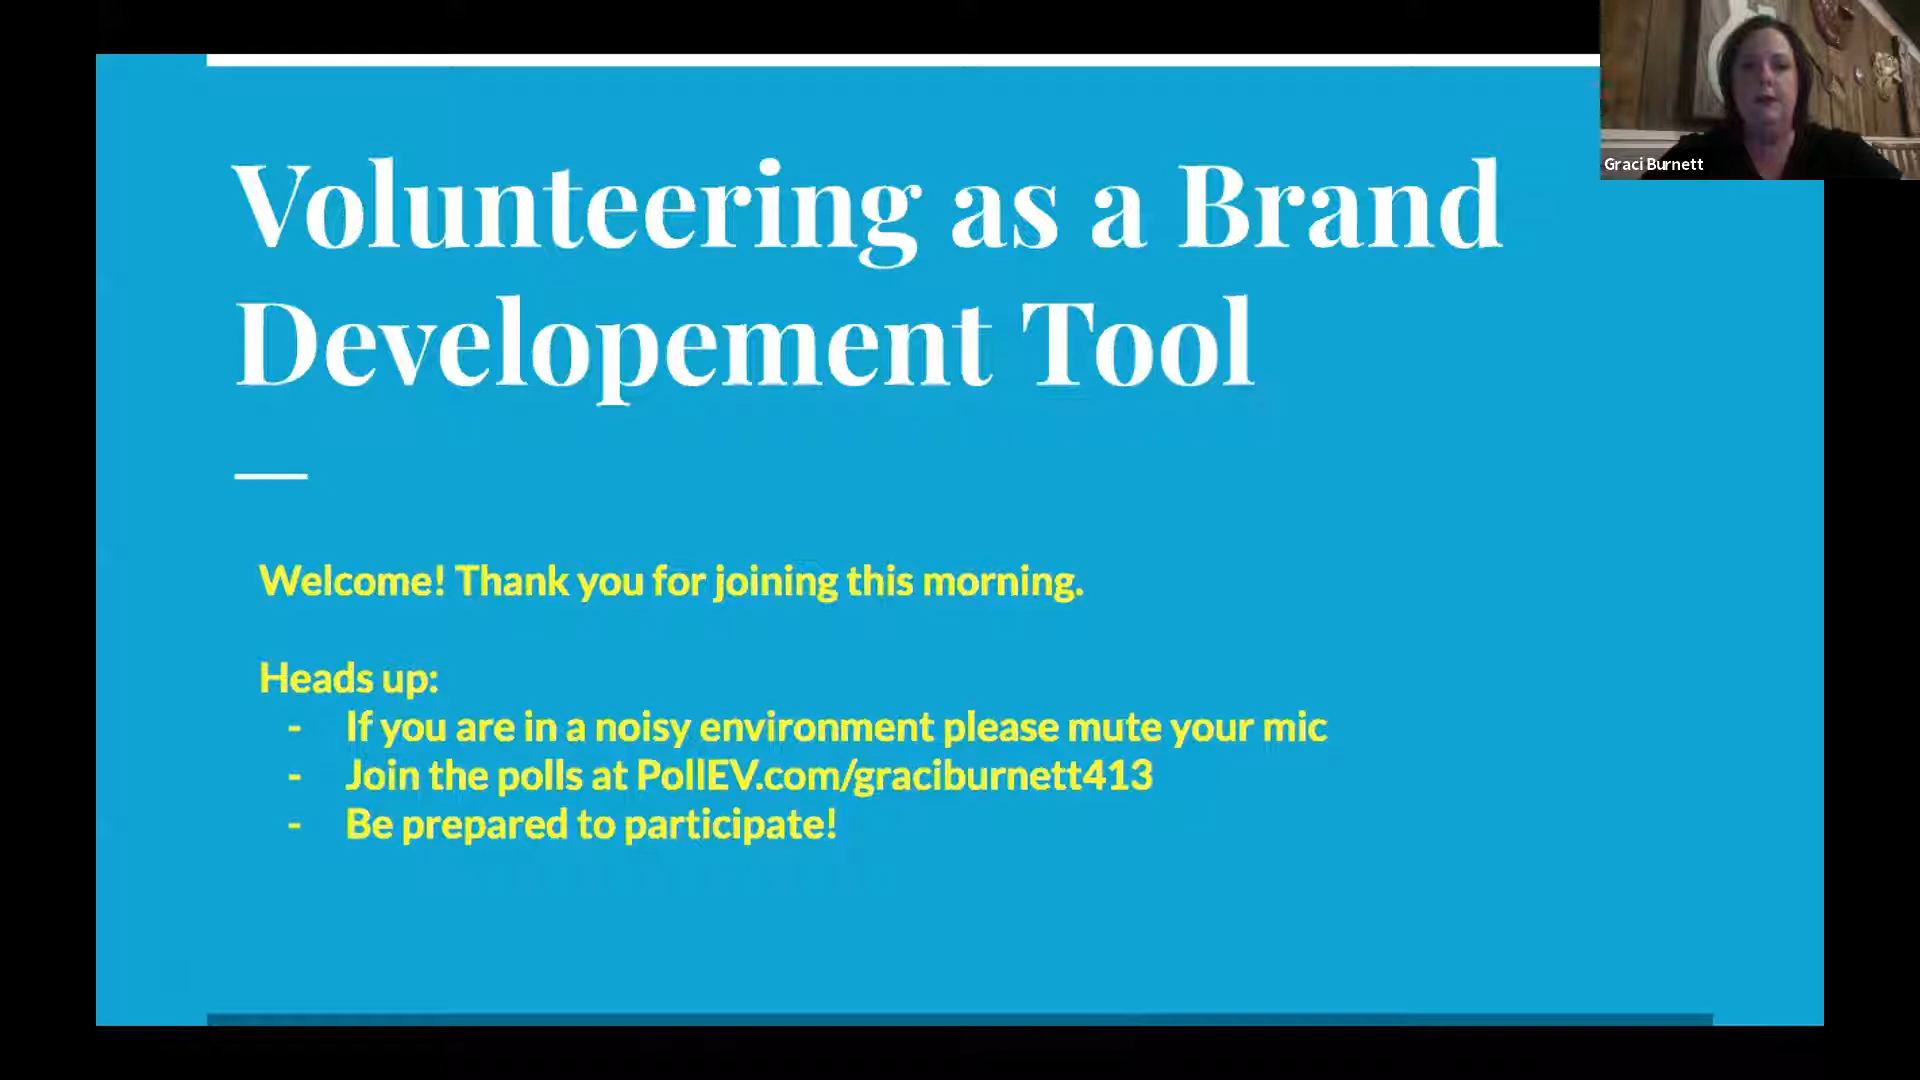 Volunteering as a Brand
Developement Tool
Welcome! Thank you for joining this morning.
Heads up:
- If you are in a noisy environment please mute your mic
- Join the polls at PollEV.com/graciburnett413
- Be prepared to participate!
Graci Burnett